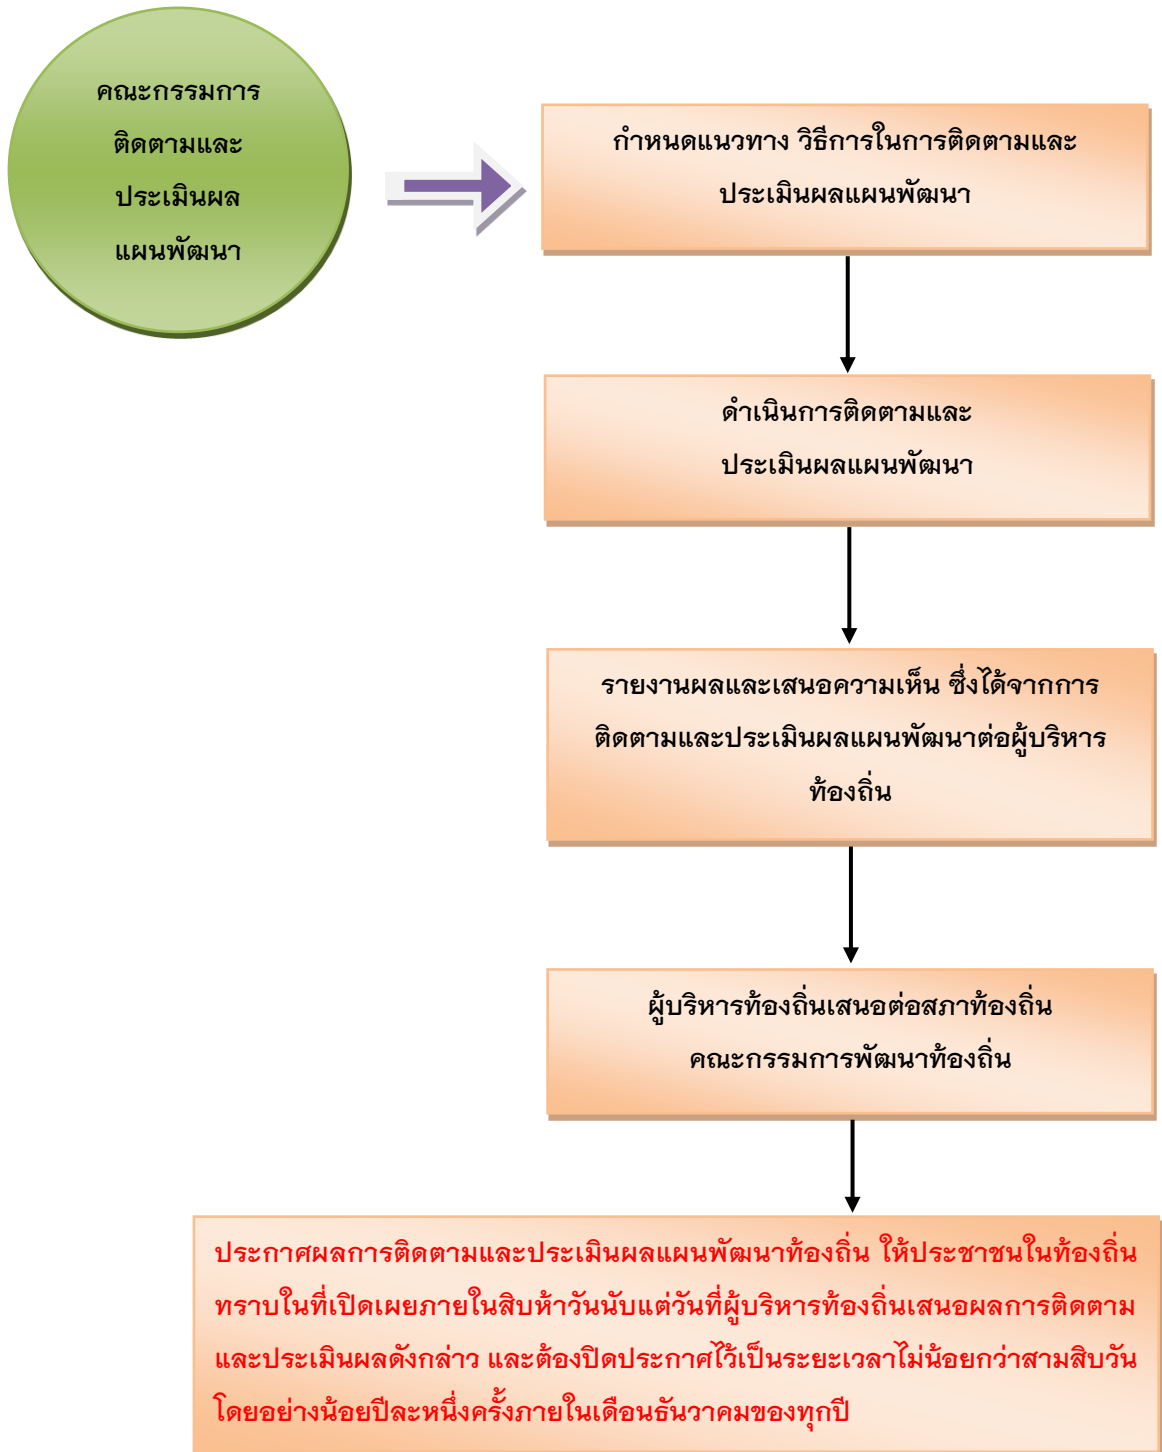 คณะกรรมการ
ติดตามและ
ประเมินผล
แผนพัฒนา
กำหนดแนวทาง วิธีการในการติดตามและ
ประเมินผลแผนพัฒนา
ดำเนินการติดตามและ
ประเมินผลแผนพัฒนา
รายงานผลและเสนอความเห็น ซึ่งได้จากการ
ติดตามและประเมินผลแผนพัฒนาต่อผู้บริหาร
ท้องถิ่น
ผู้บริหารท้องถิ่นเสนอต่อสภาท้องถิ่น
คณะกรรมการพัฒนาท้องถิ่น
ประกาศผลการติดตามและประเมินผลแผนพัฒนาท้องถิ่น ให้ประชาชนในท้องถิ่น
ทราบในที่เปิดเผยภายในสิบห้าวันนับแต่วันที่ผู้บริหารท้องถิ่นเสนอผลการติดตาม
และประเมินผลดังกล่าว และต้องปิดประกาศไว้เป็นระยะเวลาไม่น้อยกว่าสามสิบวัน
โดยอย่างน้อยปีละหนึ่งครั้งภายในเดือนธันวาคมของทุกปี